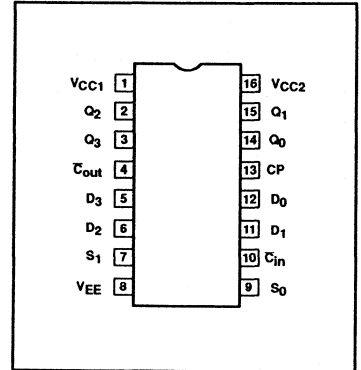 VCC1 1 16 VCC2
Q2 2 15 Q1
Q3 3 14 Q0
C̅out 4 13 CP
D3 5 12 D0
D2 6 11 D1
S1 7 10 C̅in
VEE 8 9 S0